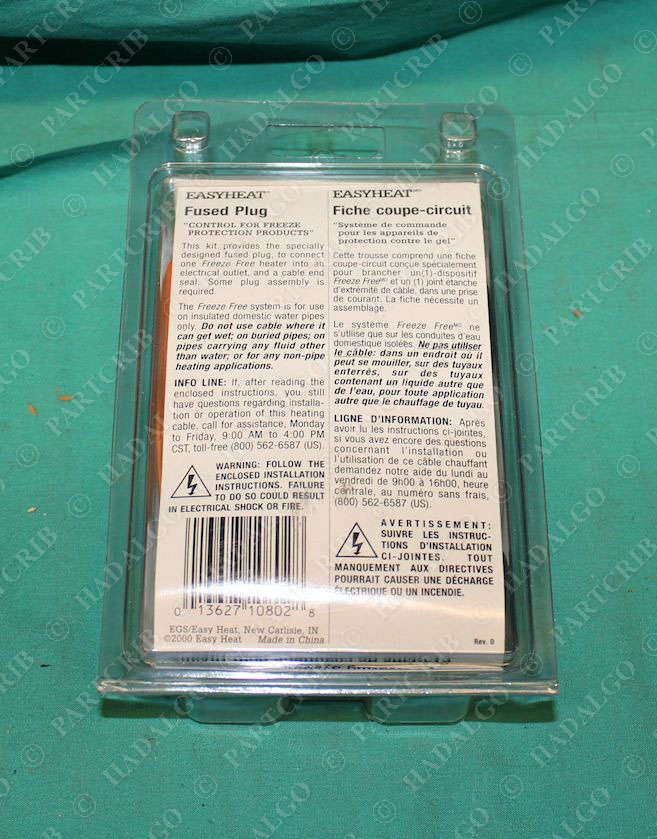 EASYHEAT
Fused Plug
"CONTROL FOR FREEZE
PROTECTION PRODUCTS"
This kit provides the specially
designed fused plug, to connect
one Freeze Free heater into an
electrical outlet, and a cable end
seal. Some plug assembly is
required.
The Freeze Free system is for use
on insulated domestic water pipes
only. Do not use cable where it
can get wet; on buried pipes; on
pipes carrying any fluid other
than water; or for any non-pipe
heating applications.
INFO LINE: If, after reading the
enclosed instructions, you still
have questions regarding installa-
tion or operation of this heating
cable, call for assistance, Monday
to Friday, 9:00 AM to 4:00 PM
CST, toll-free (800) 562-6587 (US).
WARNING: FOLLOW THE
ENCLOSED INSTALLATION
INSTRUCTIONS. FAILURE
TO DO SO COULD RESULT
IN ELECTRICAL SHOCK OR FIRE.
0 13627 10802 8
EGS/Easy Heat, New Carlisle, IN
©2000 Easy Heat Made in China
EASYHEAT MD
Fiche coupe-circuit
"Système de commande
pour les appareils de
protection contre le gel"
Cette trousse comprend une fiche
coupe-circuit conçue spécialement
pour brancher un(1)-dispositif
Freeze Free MD et un (1) joint étanche
d'extrémité de câble, dans une prise
de courant. La fiche nécessite un
assemblage.
Le système Freeze Free MD ne
s'utilise que sur les conduites d'eau
domestique isolées. Ne pas utiliser
le câble: dans un endroit où il
peut se mouiller, sur des tuyaux
enterrés, sur des tuyaux
contenant un liquide autre que
de l'eau, pour toute application
autre que le chauffage de tuyau.
LIGNE D'INFORMATION: Après
avoir lu les instructions ci-jointes,
si vous avez encore des questions
concernant l'installation ou
l'utilisation de ce câble chauffant
demandez notre aide du lundi au
vendredi de 9h00 à 16h00, heure
centrale, au numéro sans frais,
(800) 562-6587 (US).
AVERTISSEMENT:
SUIVRE LES INSTRUC-
TIONS D'INSTALLATION
CI-JOINTES. TOUT
MANQUEMENT AUX DIRECTIVES
POURRAIT CAUSER UNE DÉCHARGE
ÉLECTRIQUE OU UN INCENDIE.
Rev. 0
© PARTCRIB
© HADALGO